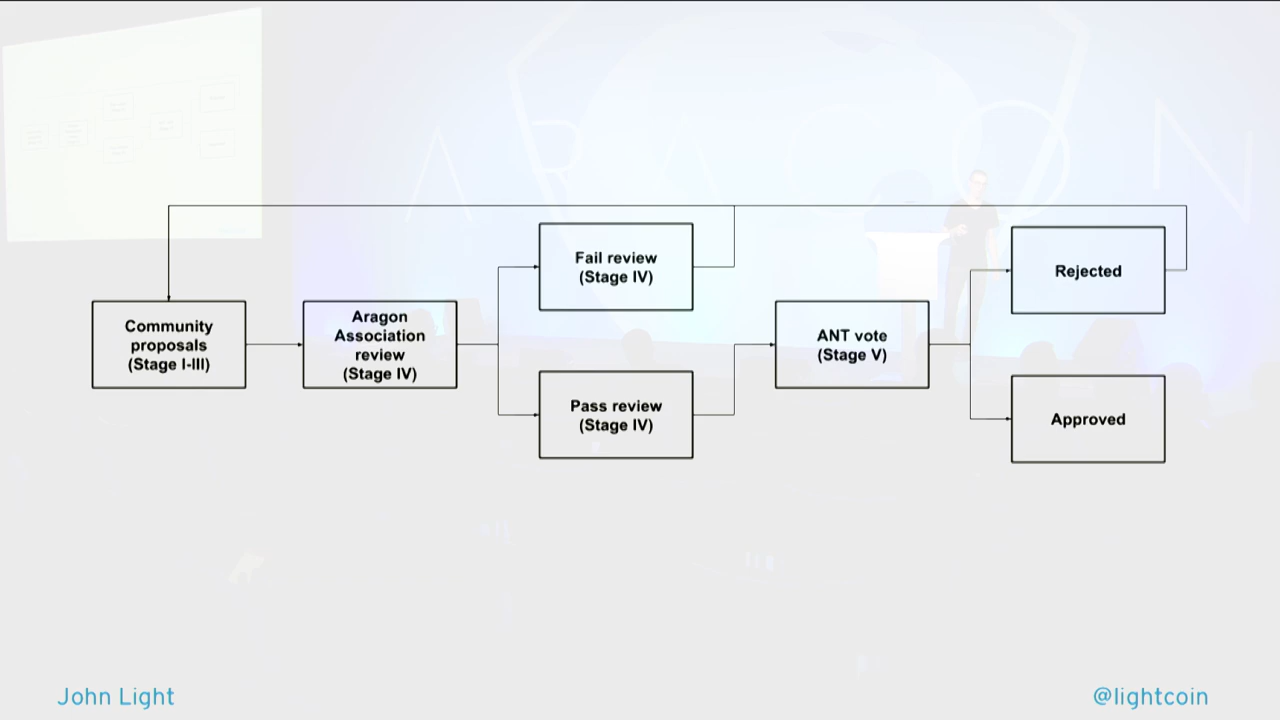 Community
proposals
(Stage I-III)
Aragon
Association
review
(Stage IV)
Fail review
(Stage IV)
Pass review
(Stage IV)
ANT vote
(Stage V)
Rejected
Approved
ARAGON
John Light
@lightcoin